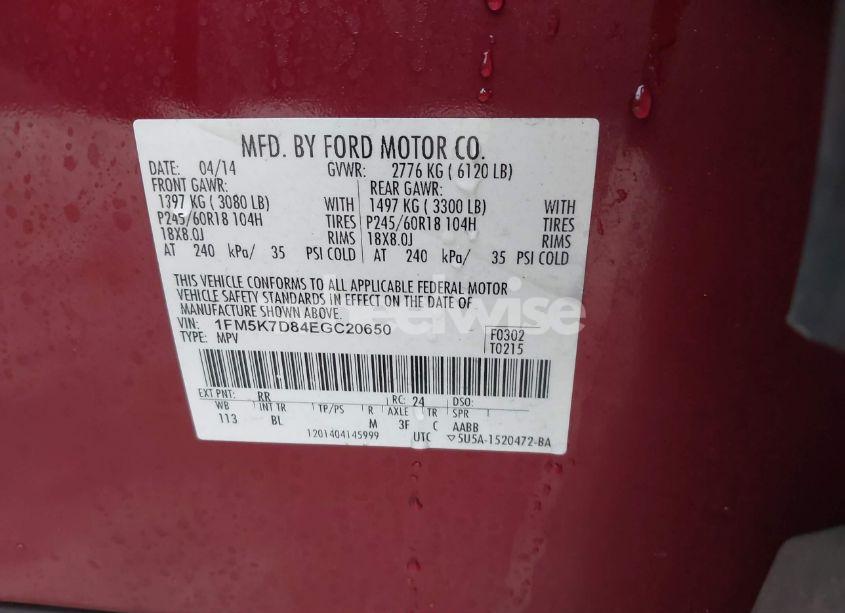 MFD. BY FORD MOTOR CO.
DATE: 04/14 GVWR: 2776 KG ( 6120 LB)
FRONT GAWR: REAR GAWR:
1397 KG ( 3080 LB) WITH 1497 KG ( 3300 LB) WITH
P245/60R18 104H TIRES P245/60R18 104H TIRES
18X8.0J RIMS 18X8.0J RIMS
AT 240 kPa/ 35 PSI COLD AT 240 kPa/ 35 PSI COLD
THIS VEHICLE CONFORMS TO ALL APPLICABLE FEDERAL MOTOR
VEHICLE SAFETY STANDARDS IN EFFECT ON THE DATE OF
MANUFACTURE SHOWN ABOVE.
VIN: 1FM5K7D84EGC20650 F0302
TYPE: MPV T0215
EXT PNT: RR RC: 24 DSO:
WB INT TR TP/PS R AXLE TR SPR
113 BL M 3F C AABB
1201404145999 UTC ▽5U5A-1520472-BA